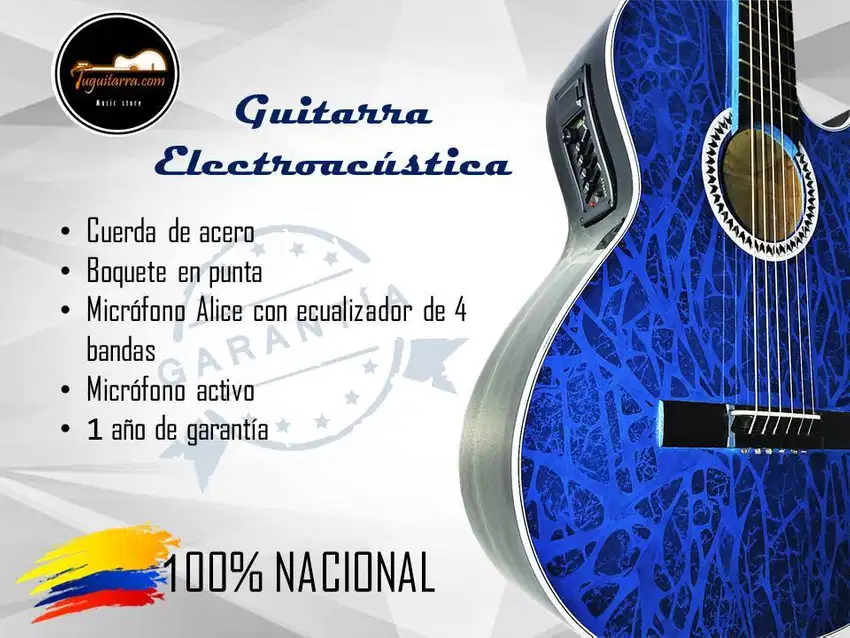 Tuguitarra.com
Music store
Guitarra
Electroacústica
• Cuerda de acero
• Boquete en punta
• Micrófono Alice con ecualizador de 4
bandas
• Micrófono activo
• 1 año de garantía
GARANTÍA
100% NACIONAL